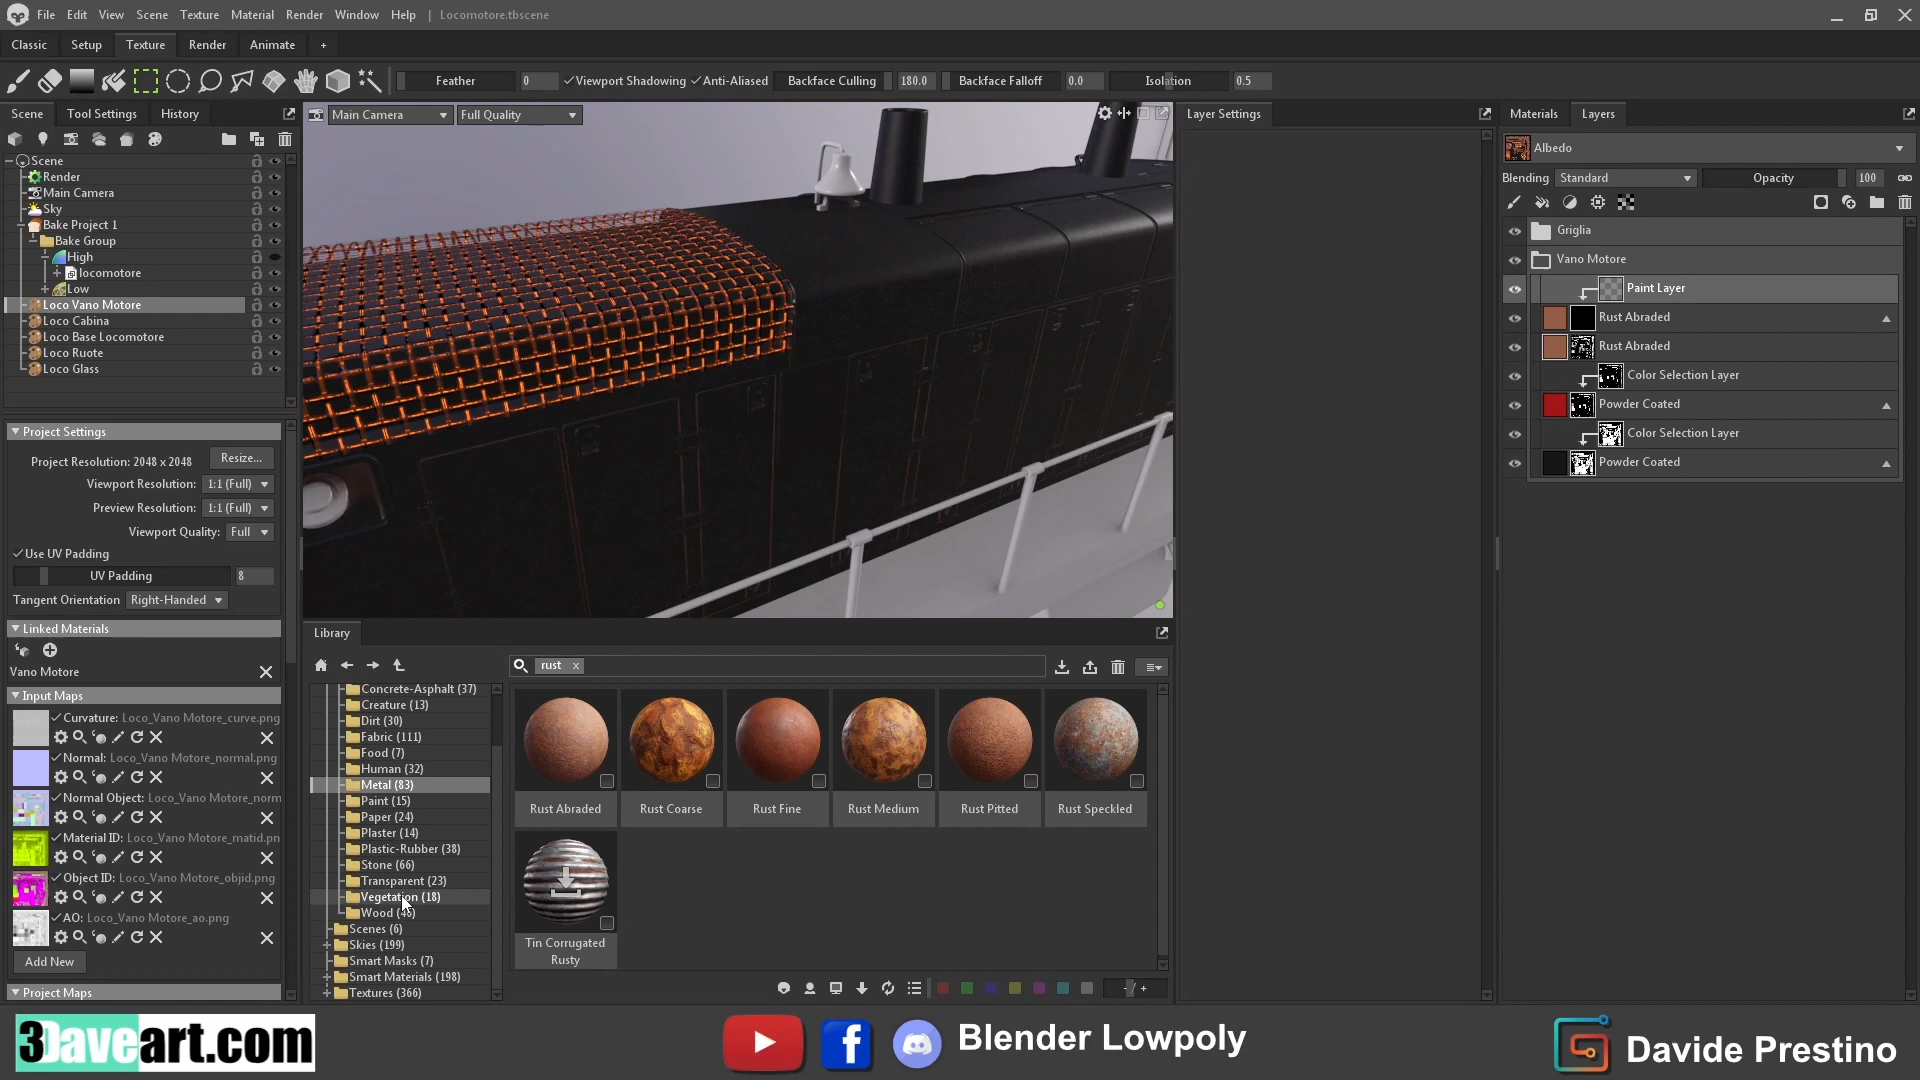 File Edit View Scene Texture Material Render Window Help | Locomotore.tbscene
Classic Setup Texture Render Animate +
Feather 0 Viewport Shadowing Anti-Aliased Backface Culling 180.0 Backface Falloff 0.0 Isolation 0.5
Scene Tool Settings History
Scene
Render
Main Camera
Sky
Bake Project 1
Bake Group
High
locomotore
Low
Loco Vano Motore
Loco Cabina
Loco Base Locomotore
Loco Ruote
Loco Glass
Project Settings
Project Resolution: 2048 x 2048 Resize...
Viewport Resolution: 1:1 (Full)
Preview Resolution: 1:1 (Full)
Viewport Quality: Full
Use UV Padding
UV Padding 8
Tangent Orientation Right-Handed
Linked Materials
Vano Motore
Input Maps
Curvature: Loco_Vano Motore_curve.png
Normal: Loco_Vano Motore_normal.png
Normal Object: Loco_Vano Motore_norm
Material ID: Loco_Vano Motore_matid.pn
Object ID: Loco_Vano Motore_objid.png
AO: Loco_Vano Motore_ao.png
Add New
Project Maps
Main Camera Full Quality
Library
rust x
Concrete-Asphalt (37)
Creature (13)
Dirt (30)
Fabric (111)
Food (7)
Human (32)
Metal (83)
Paint (15)
Paper (24)
Plaster (14)
Plastic-Rubber (38)
Stone (66)
Transparent (23)
Vegetation (18)
Wood
Scenes (6)
Skies (199)
Smart Masks (7)
Smart Materials (198)
Textures (366)
Rust Abraded Rust Coarse Rust Fine Rust Medium Rust Pitted Rust Speckled
Tin Corrugated
Rusty
-/ +
Layer Settings
Materials Layers
Albedo
Blending Standard Opacity 100
Griglia
Vano Motore
Paint Layer
Rust Abraded
Rust Abraded
Color Selection Layer
Powder Coated
Color Selection Layer
Powder Coated
3Daveart.com
Blender Lowpoly
Davide Prestino